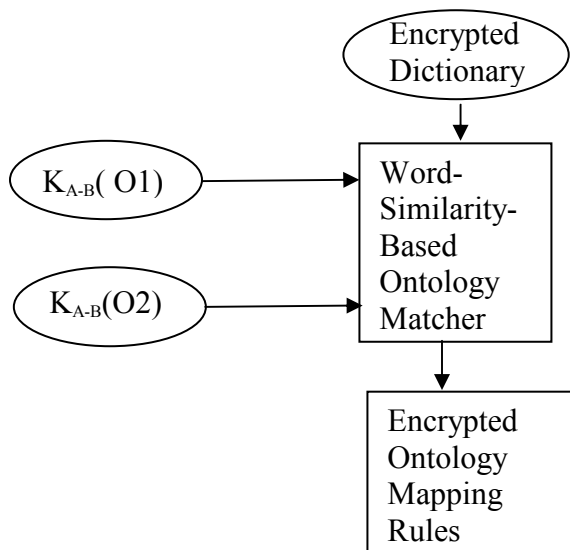 Encrypted
Dictionary
K_A-B( O1)
Word-
Similarity-
Based
Ontology
Matcher
K_A-B(O2)
Encrypted
Ontology
Mapping
Rules